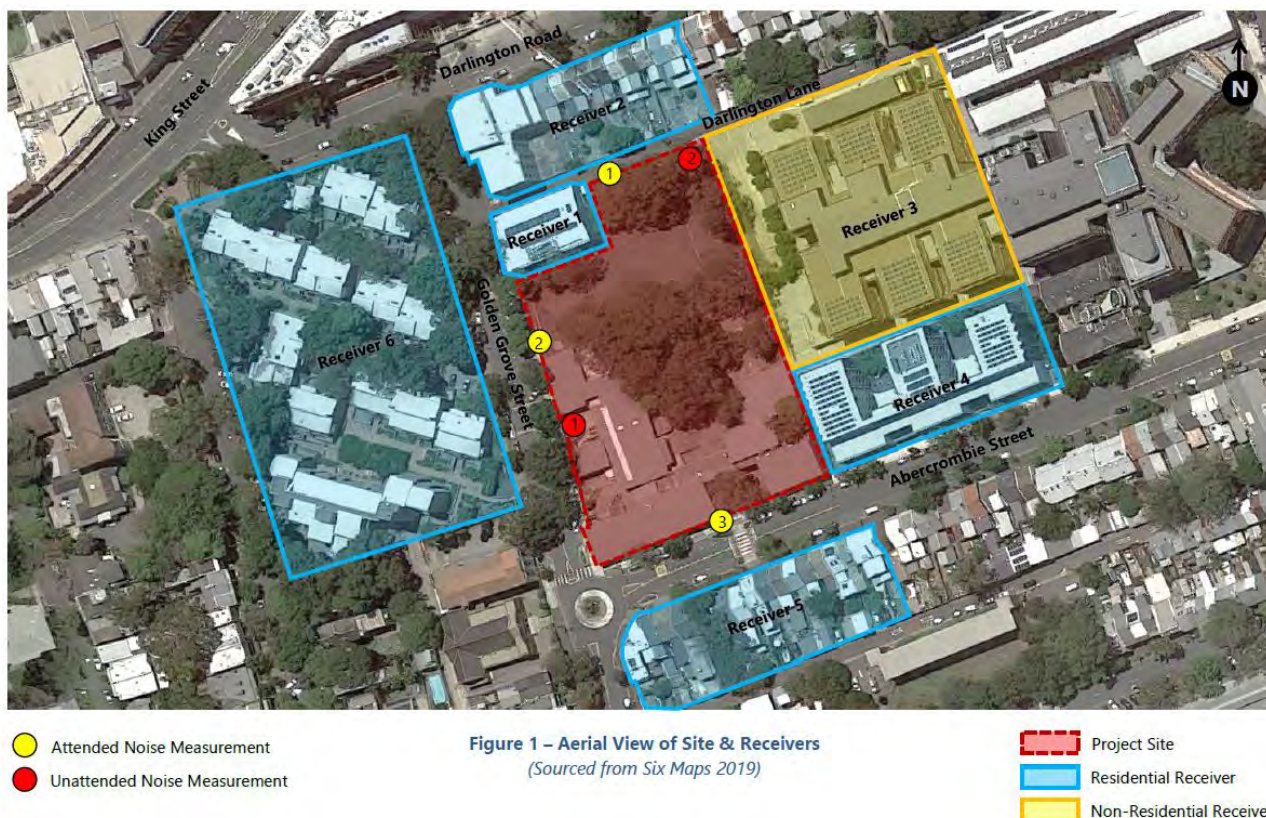 Darlington Road
King Street
Receiver 2
Darlington Lane
N
1
2
Receiver 1
Receiver 3
Golden Grove Street
2
Receiver 6
Receiver 4
1
Abercrombie Street
3
Receiver 5
Attended Noise Measurement
Unattended Noise Measurement
Figure 1 – Aerial View of Site & Receivers
(Sourced from Six Maps 2019)
Project Site
Residential Receiver
Non-Residential Receive